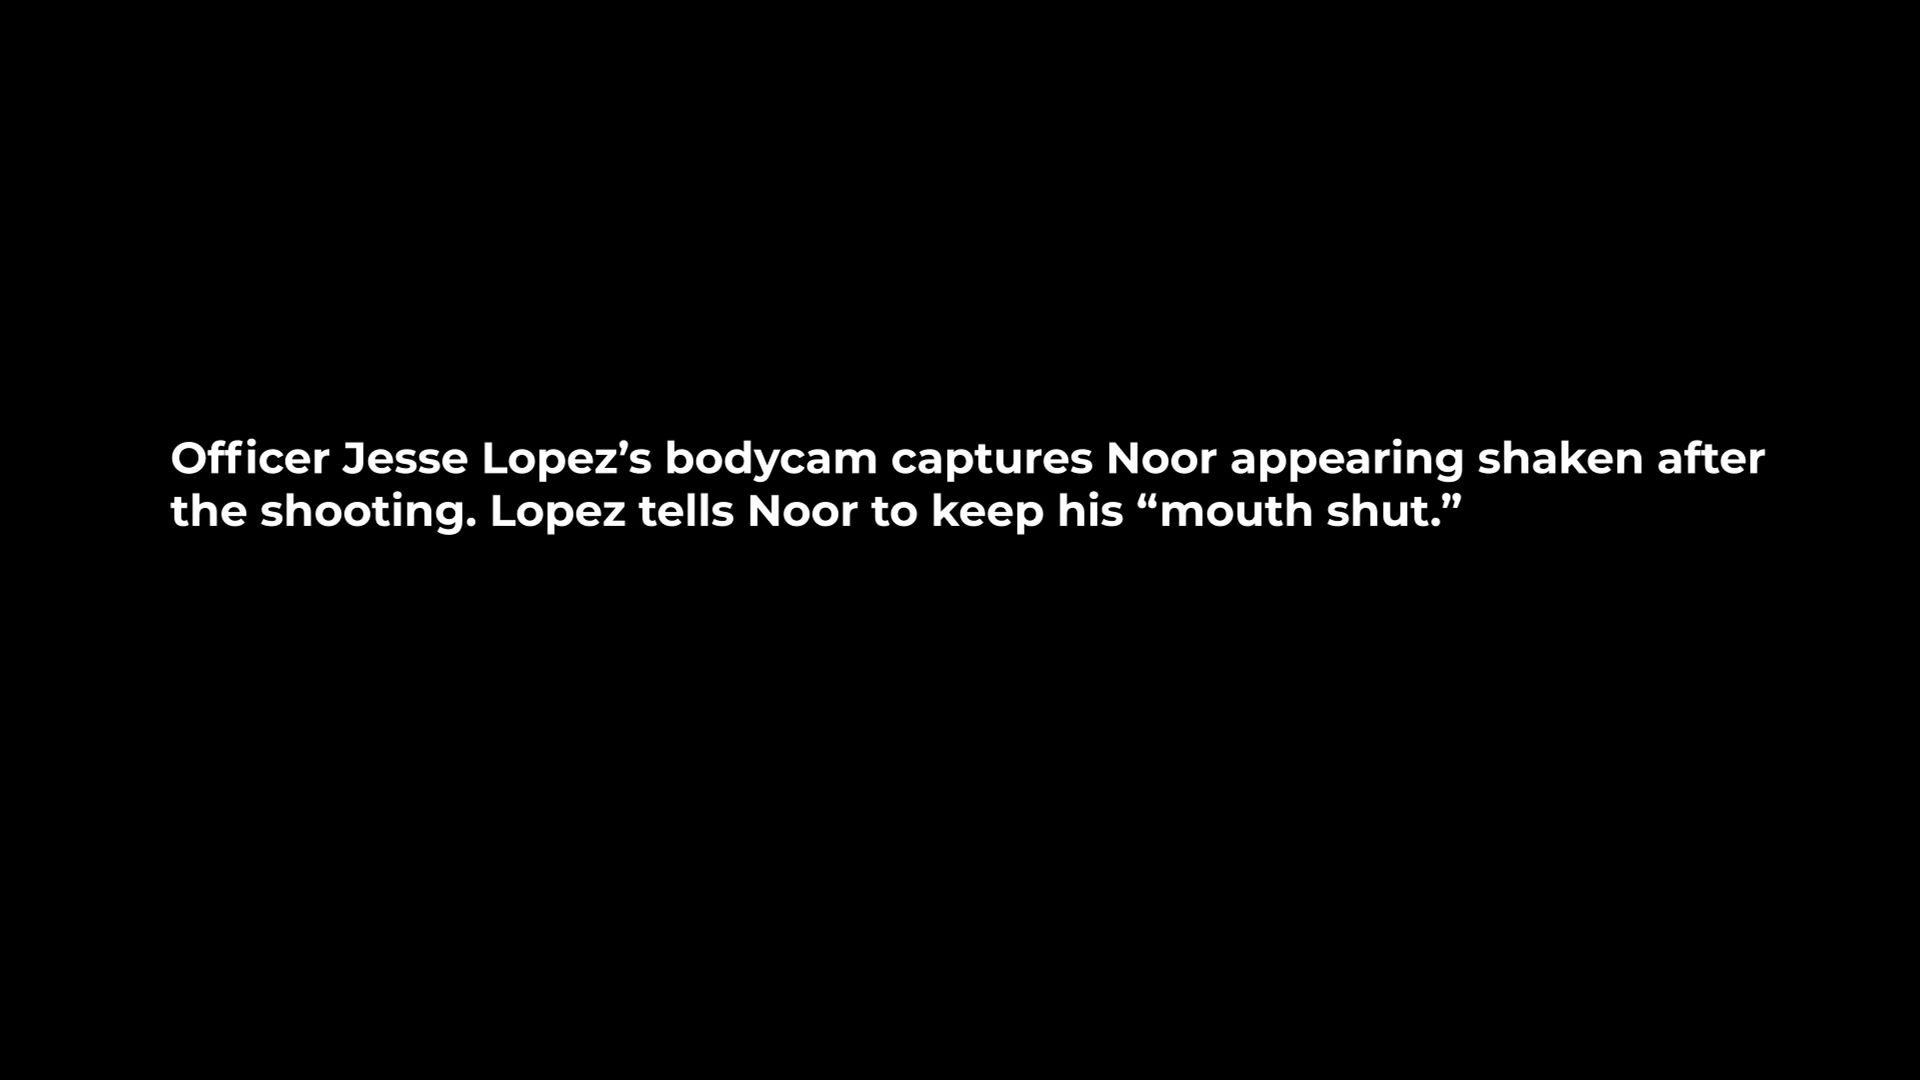 Officer Jesse Lopez’s bodycam captures Noor appearing shaken after
the shooting. Lopez tells Noor to keep his “mouth shut.”